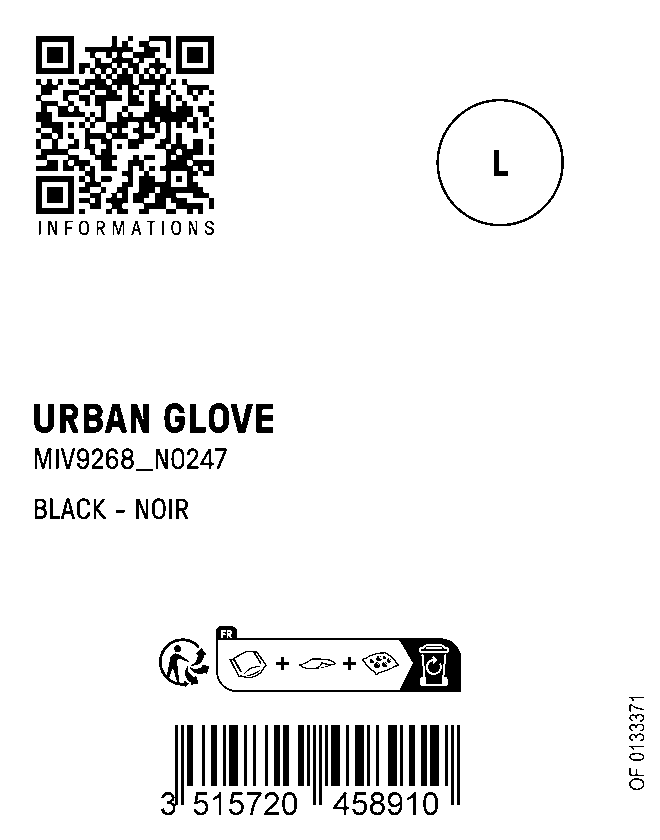 INFORMATIONS
L
URBAN GLOVE
MIV9268_N0247
BLACK - NOIR
FR
3 515720 458910
OF 0133371